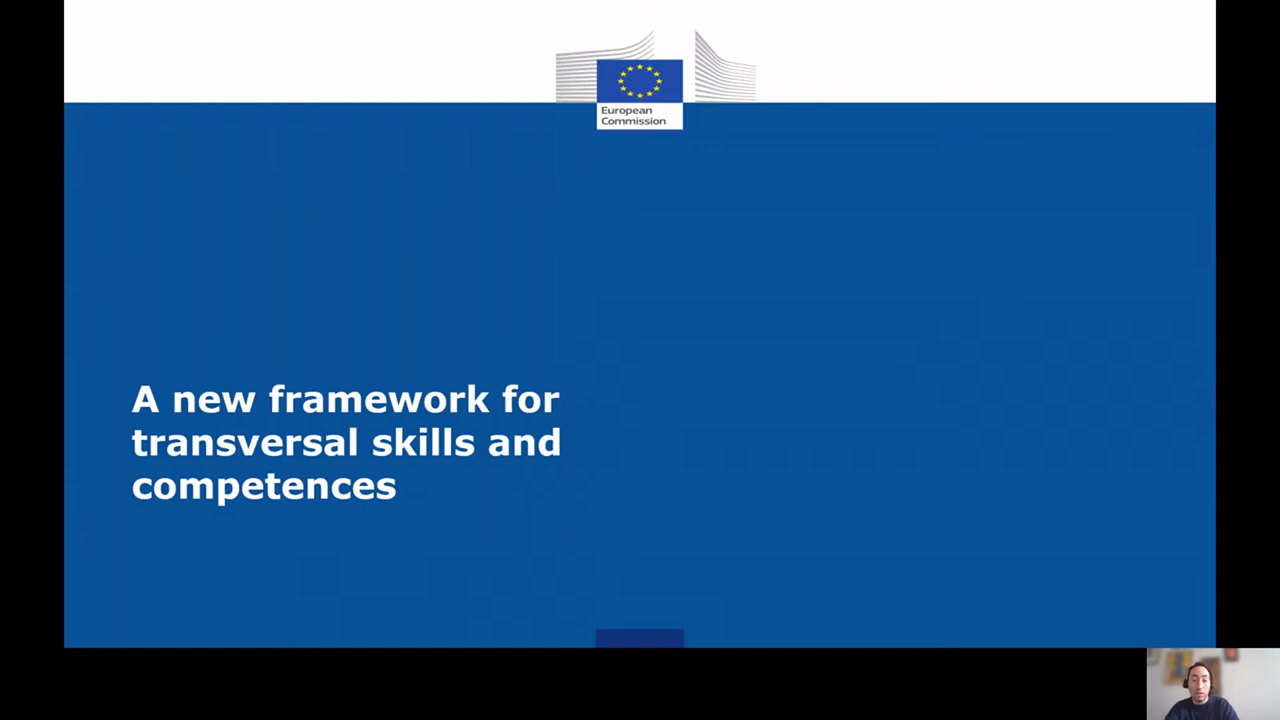 European
Commission
A new framework for
transversal skills and
competences